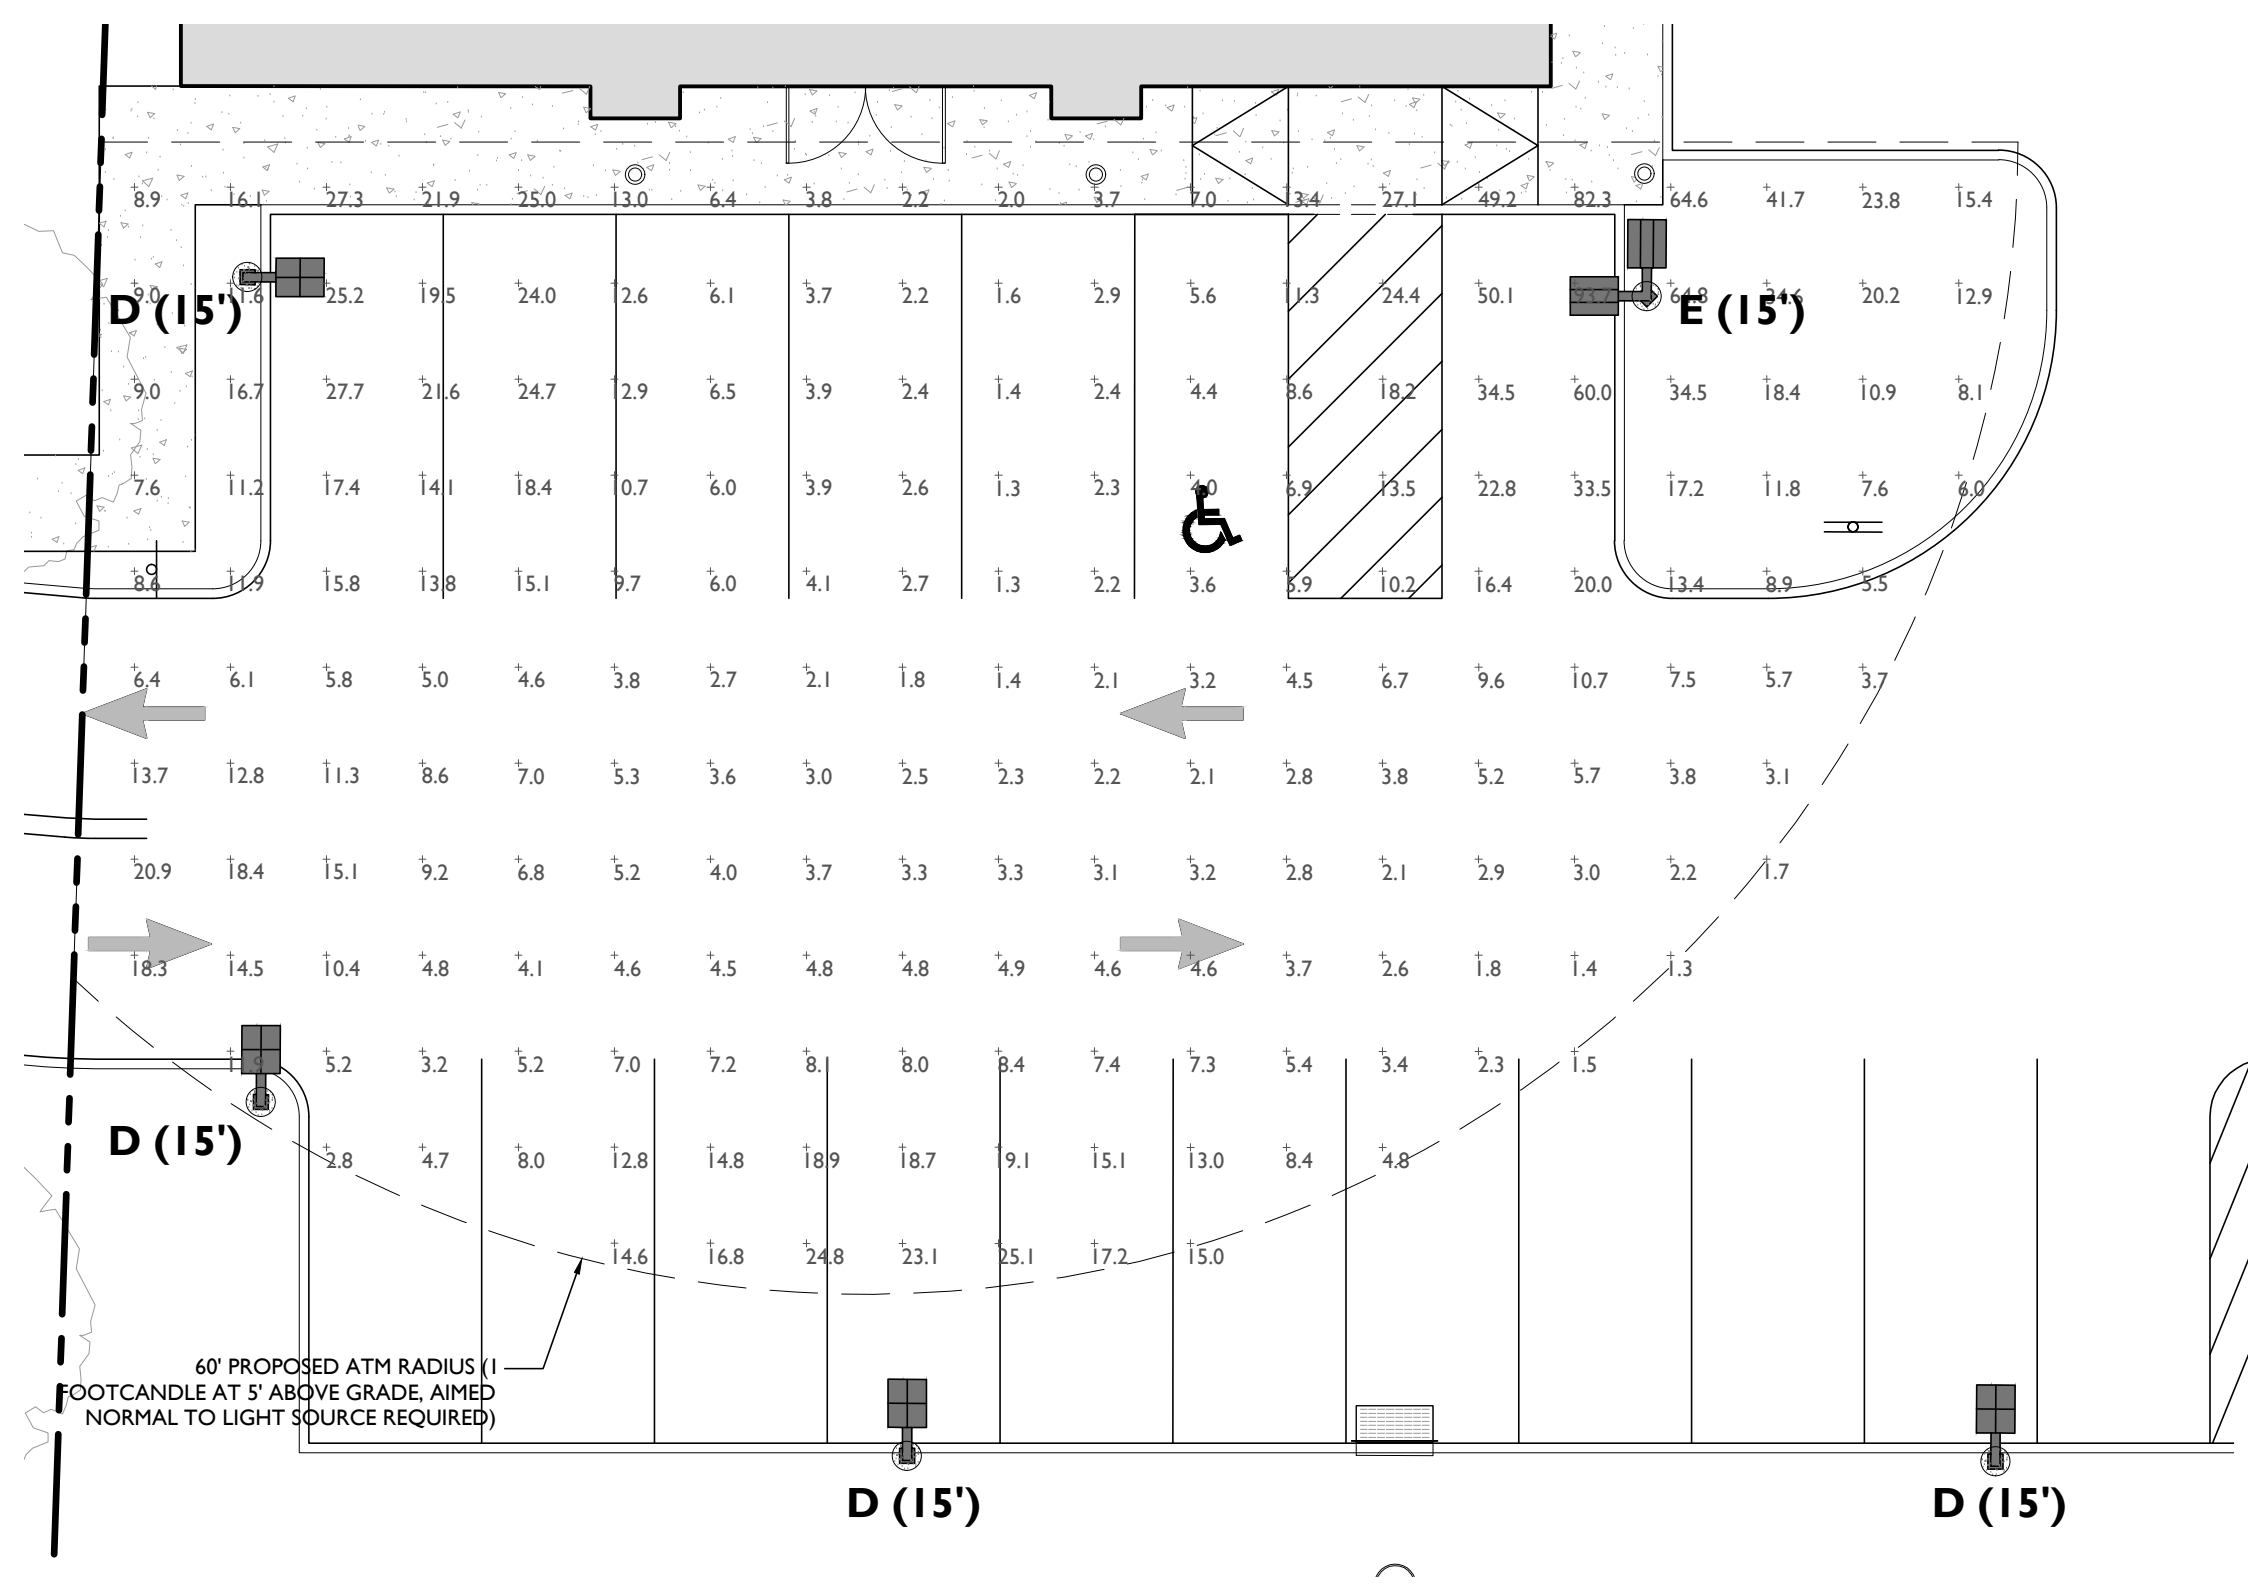 8.9 16.1 27.3 21.9 25.0 13.0 6.4 3.8 2.2 2.0 3.7 7.0 13.4 27.1 49.2 82.3 64.6 41.7 23.8 15.4
9.0 11.6 25.2 19.5 24.0 12.6 6.1 3.7 2.2 1.6 2.9 5.6 11.3 24.4 50.1 93.7 64.8 34.6 20.2 12.9
D (15') E (15')
9.0 16.7 27.7 21.6 24.7 12.9 6.5 3.9 2.4 1.4 2.4 4.4 8.6 18.2 34.5 60.0 34.5 18.4 10.9 8.1
7.6 11.2 17.4 14.1 18.4 10.7 6.0 3.9 2.6 1.3 2.3 4.0 6.9 13.5 22.8 33.5 17.2 11.8 7.6 6.0
8.6 11.9 15.8 13.8 15.1 9.7 6.0 4.1 2.7 1.3 2.2 3.6 5.9 10.2 16.4 20.0 13.4 8.9 5.5
6.4 6.1 5.8 5.0 4.6 3.8 2.7 2.1 1.8 1.4 2.1 3.2 4.5 6.7 9.6 10.7 7.5 5.7 3.7
13.7 12.8 11.3 8.6 7.0 5.3 3.6 3.0 2.5 2.3 2.2 2.1 2.8 3.8 5.2 5.7 3.8 3.1
20.9 18.4 15.1 9.2 6.8 5.2 4.0 3.7 3.3 3.3 3.1 3.2 2.8 2.1 2.9 3.0 2.2 1.7
18.3 14.5 10.4 4.8 4.1 4.6 4.5 4.8 4.8 4.9 4.6 4.6 3.7 2.6 1.8 1.4 1.3
5.2 3.2 5.2 7.0 7.2 8.1 8.0 8.4 7.4 7.3 5.4 3.4 2.3 1.5
D (15')
2.8 4.7 8.0 12.8 14.8 18.9 18.7 19.1 15.1 13.0 8.4 4.8
14.6 16.8 24.8 23.1 25.1 17.2 15.0
60' PROPOSED ATM RADIUS (1
FOOTCANDLE AT 5' ABOVE GRADE, AIMED
NORMAL TO LIGHT SOURCE REQUIRED)
D (15') D (15')